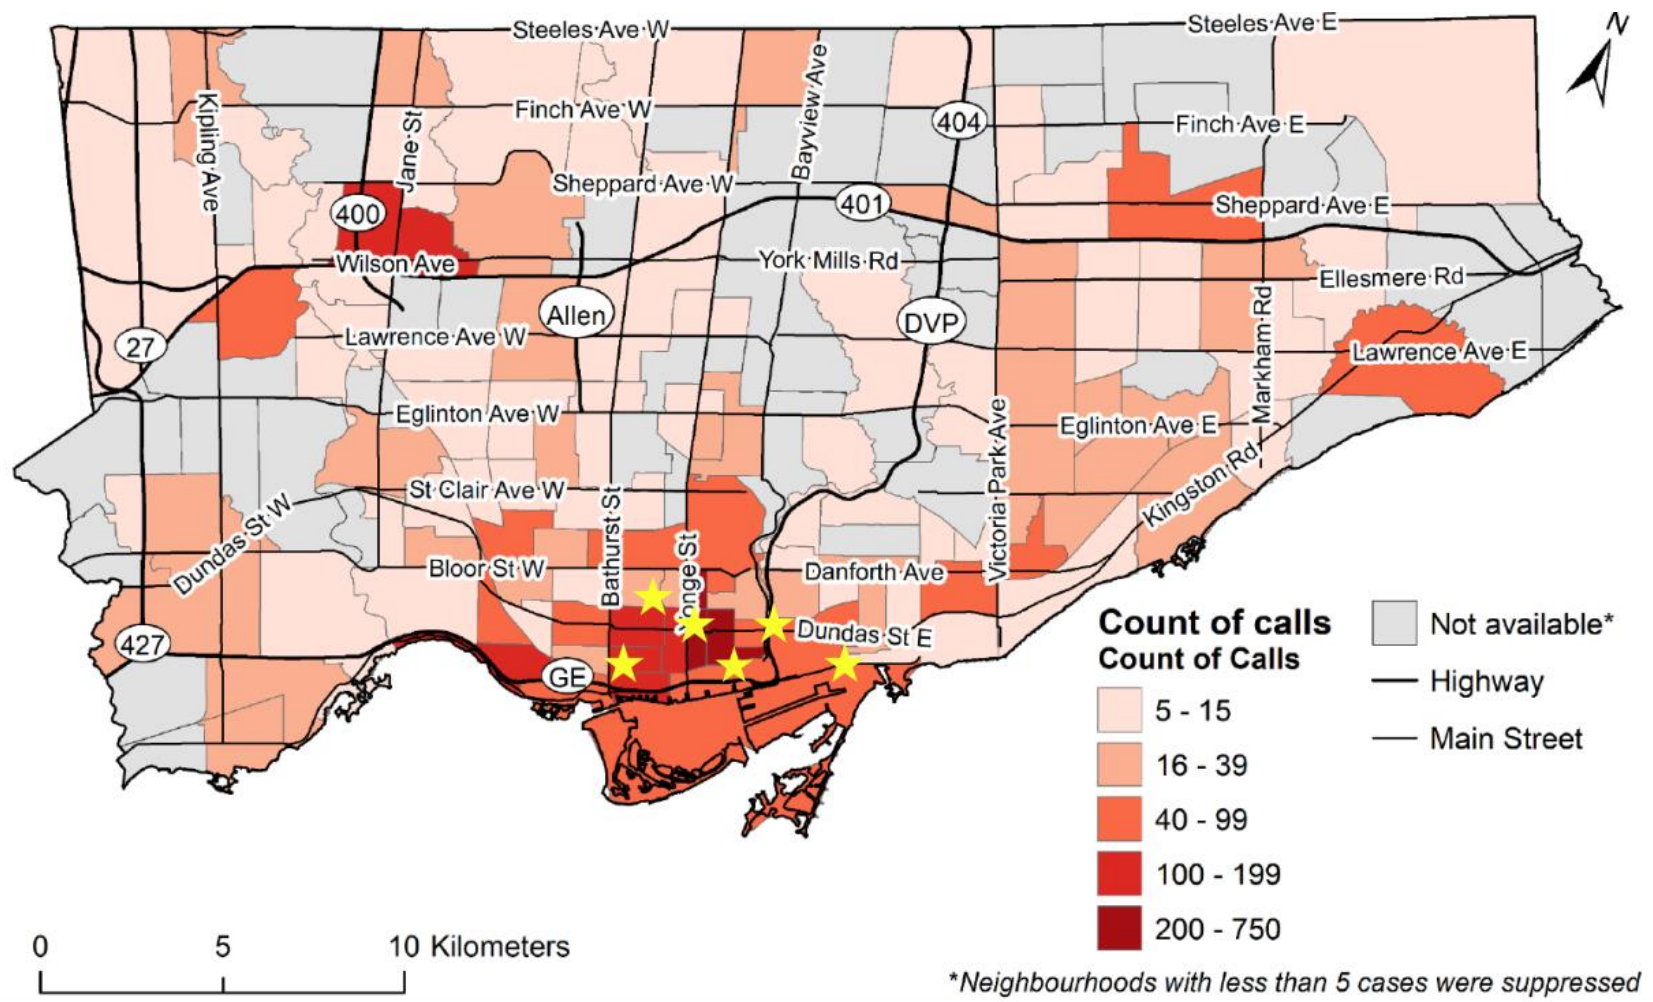 N
Steeles Ave W
Steeles Ave E
Finch Ave W
404
Finch Ave E
Kipling Ave
Jane St
Bayview Ave
Sheppard Ave W
400
401
Sheppard Ave E
Wilson Ave
York Mills Rd
Ellesmere Rd
Allen
DVP
Markham Rd
27
Lawrence Ave W
Lawrence Ave E
Eglinton Ave W
Eglinton Ave E
Victoria Park Ave
Kingston Rd
St Clair Ave W
Bathurst St
Yonge St
Dundas St W
Bloor St W
Danforth Ave
427
Dundas St E
GE
Count of calls
Count of Calls
5 - 15
16 - 39
40 - 99
100 - 199
200 - 750
Not available*
Highway
Main Street
0 5 10 Kilometers
*Neighbourhoods with less than 5 cases were suppressed